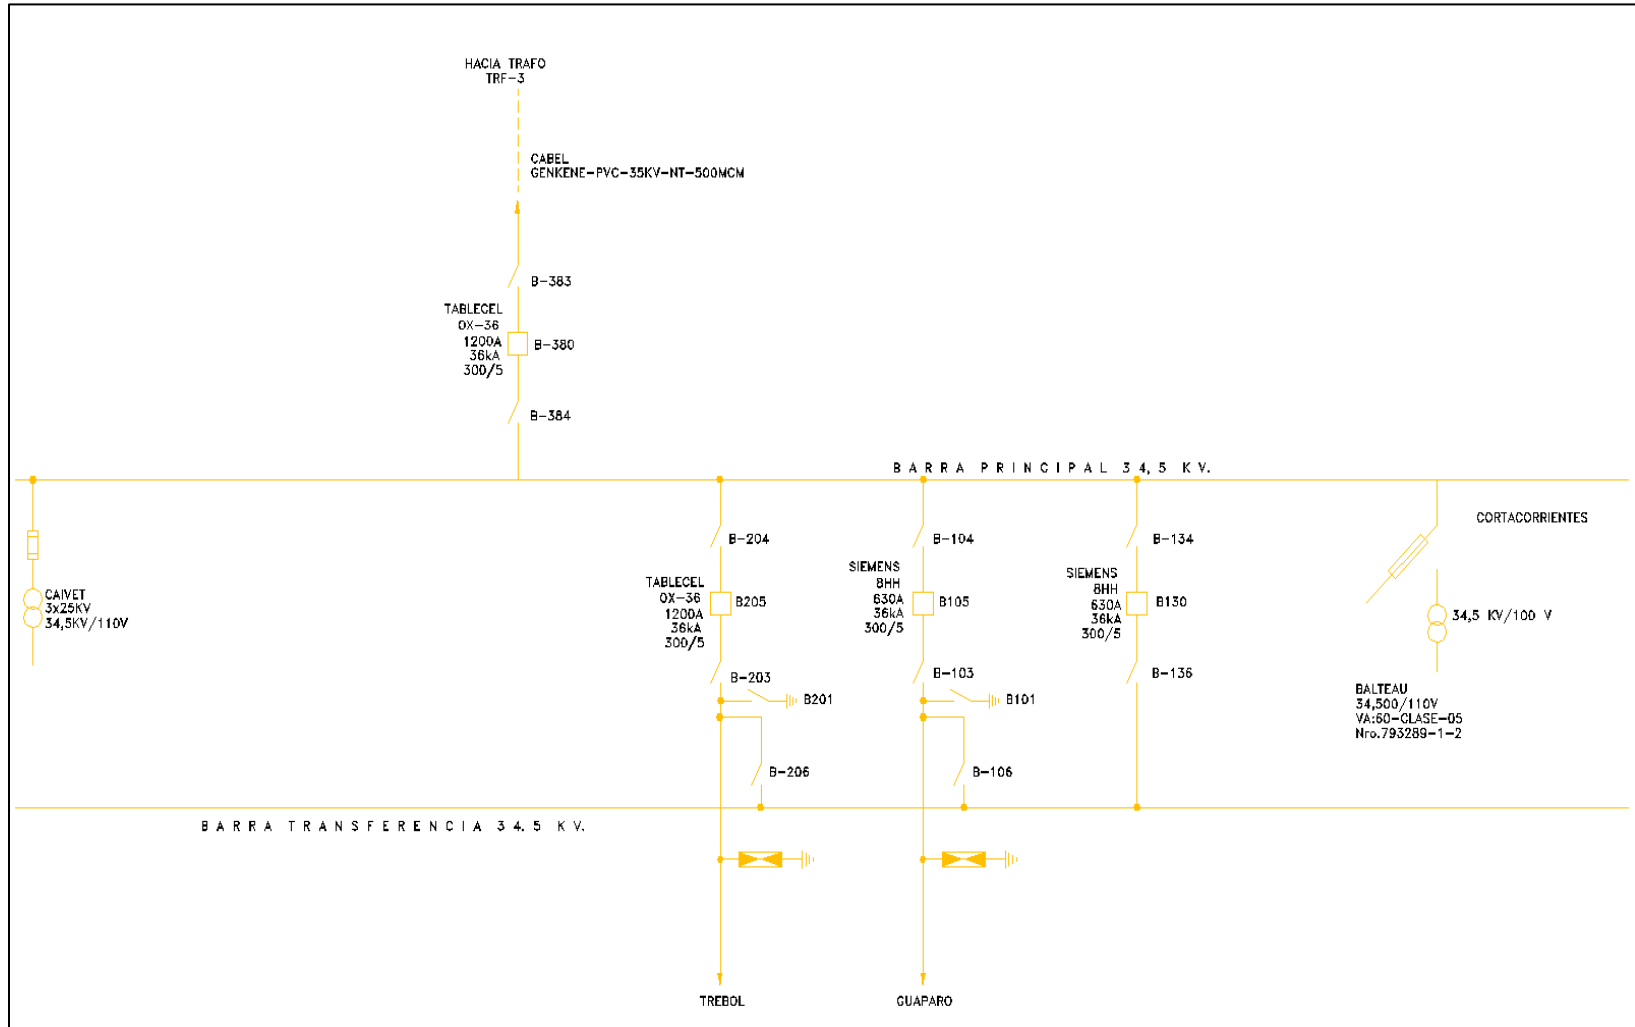 HACIA TRAFO
TRF-3
CABEL
GENKENE-PVC-35KV-NT-500MCM
B-383
TABLECEL
OX-36
1200A
36kA
300/5
B-380
B-384
BARRA PRINCIPAL 34,5 KV.
CORTACORRIENTES
CAIVET
3x25KV
34,5KV/110V
B-204
TABLECEL
OX-36
1200A
36kA
300/5
B205
B-203
B201
B-206
B-104
SIEMENS
8HH
630A
36kA
300/5
B105
B-103
B101
B-106
B-134
SIEMENS
8HH
630A
36kA
300/5
B130
B-136
34,5 KV/100 V
BALTEAU
34,500/110V
VA:60-CLASE-05
Nro.793289-1-2
BARRA TRANSFERENCIA 34.5 KV.
TREBOL
GUAPARO